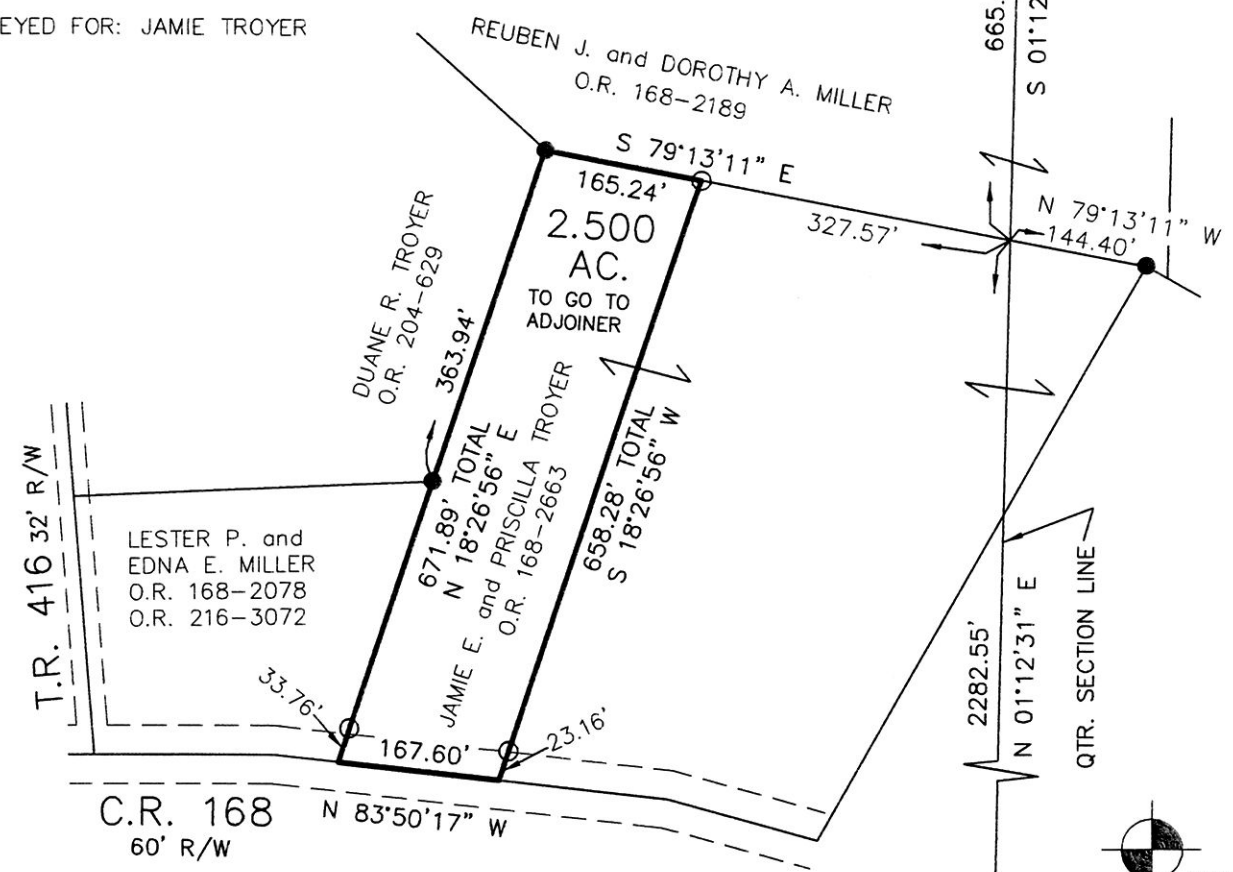 EYED FOR: JAMIE TROYER
REUBEN J. and DOROTHY A. MILLER
O.R. 168-2189
665.
S 01°12
S 79°13'11" E
165.24'
327.57'
N 79°13'11" W
144.40'
2.500
AC.
TO GO TO
ADJOINER
DUANE R. TROYER
O.R. 204-629
363.94'
671.89' TOTAL
N 18°26'56" E
JAMIE E. and PRISCILLA TROYER
O.R. 168-2663
658.28' TOTAL
S 18°26'56" W
T.R. 416 32' R/W
LESTER P. and
EDNA E. MILLER
O.R. 168-2078
O.R. 216-3072
33.76'
167.60'
23.16'
C.R. 168
60' R/W
N 83°50'17" W
2282.55'
N 01°12'31" E
QTR. SECTION LINE